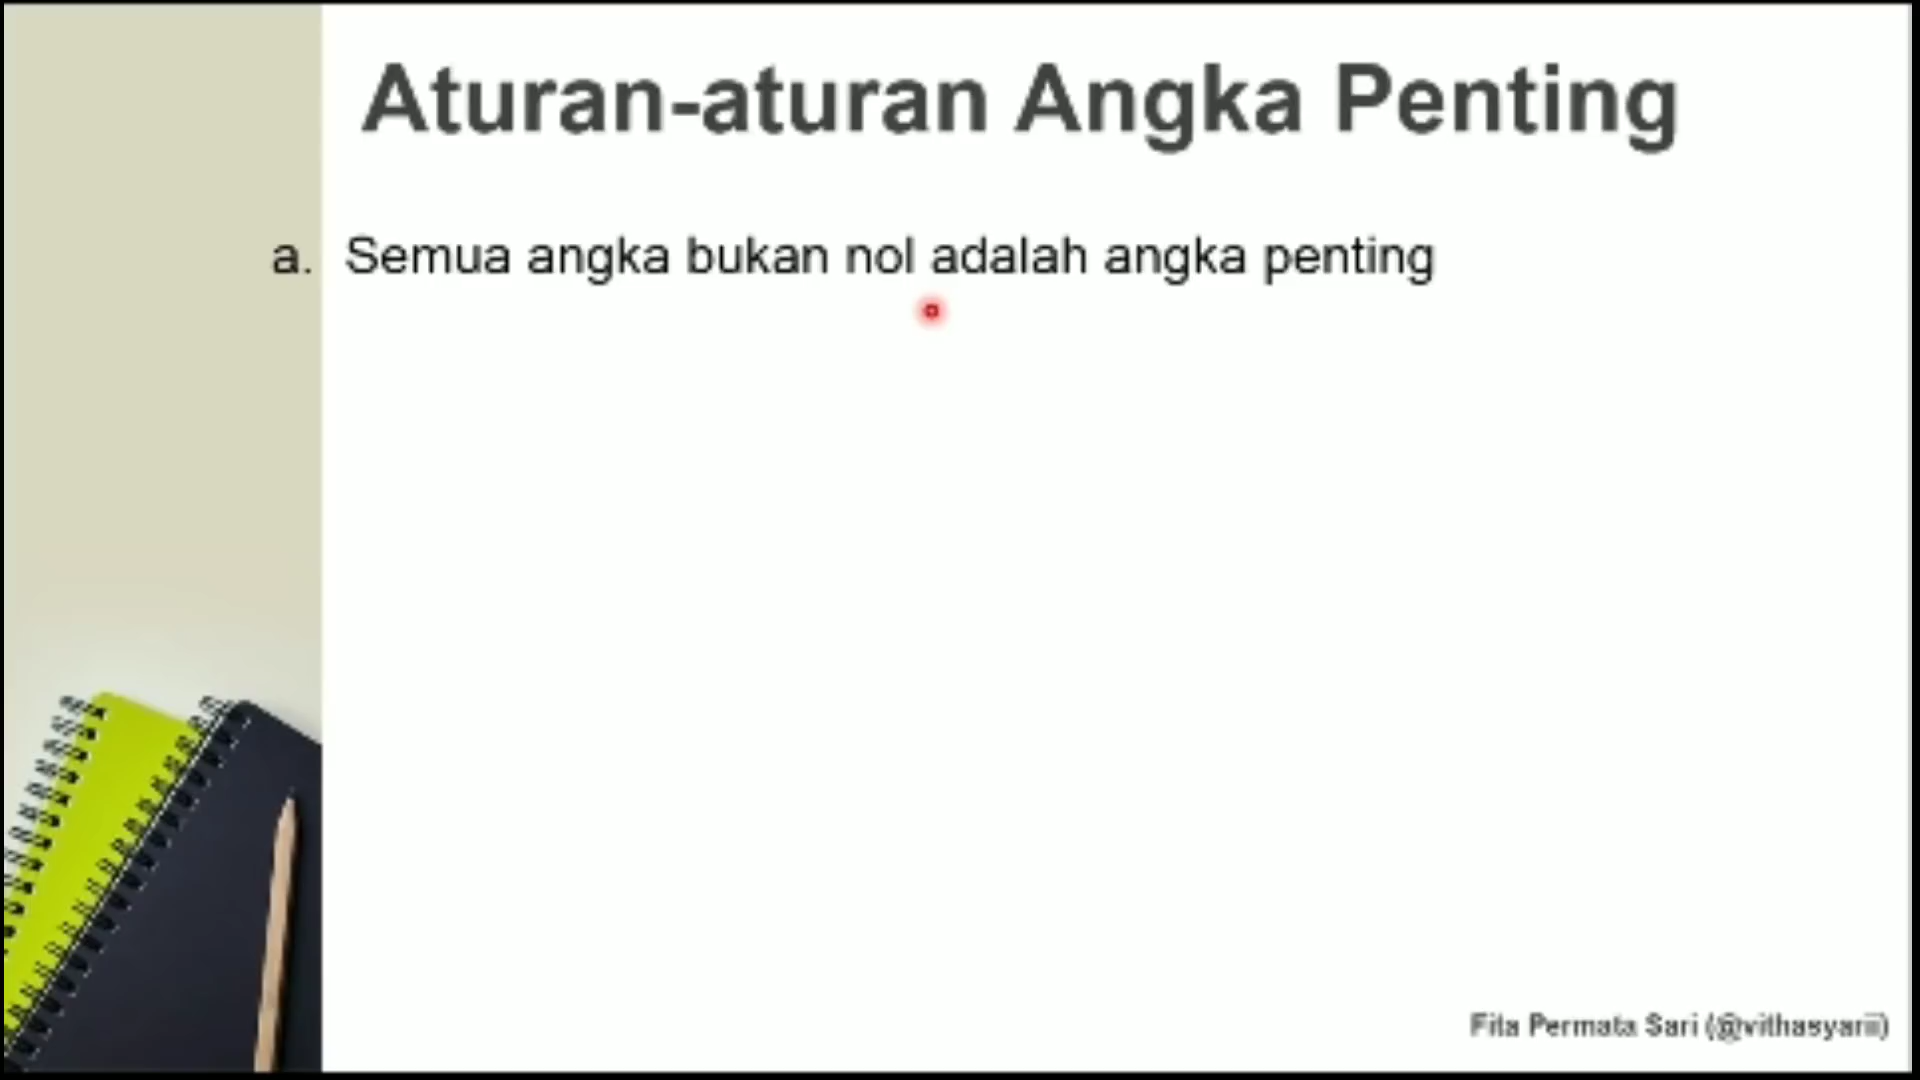 Aturan-aturan Angka Penting
a. Semua angka bukan nol adalah angka penting
Fita Permata Sari (@vithasyarii)